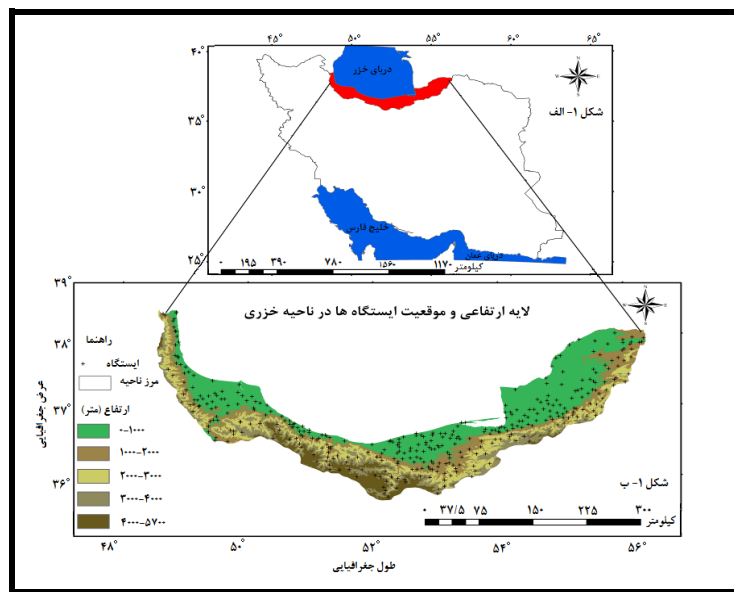 ۴۵° ۵۰° ۵۵° ۶۰° ۶۵°
۴۰°
۳۵°
۳۰°
۲۵°
دریای خزر
شکل ۱- الف
خلیج فارس
دریای عمان
۰ ۱۹۵ ۳۹۰ ۷۸۰ ۱۵۶۰ ۱۱۷۰
کیلومتر
لایه ارتفاعی و موقعیت ایستگاه ها در ناحیه خزری
۳۹°
۳۸°
۳۷°
۳۶°
عرض جغرافیایی
راهنما
ایستگاه
مرز ناحیه
ارتفاع (متر)
۰-۱۰۰۰
۱۰۰۰-۲۰۰۰
۲۰۰۰-۳۰۰۰
۳۰۰۰-۴۰۰۰
۴۰۰۰-۵۷۰۰
شکل ۱- ب
۰ ۳۷/۵ ۷۵ ۱۵۰ ۲۲۵ ۳۰۰
کیلومتر
۴۸° ۵۰° ۵۲° ۵۴° ۵۶°
طول جغرافیایی